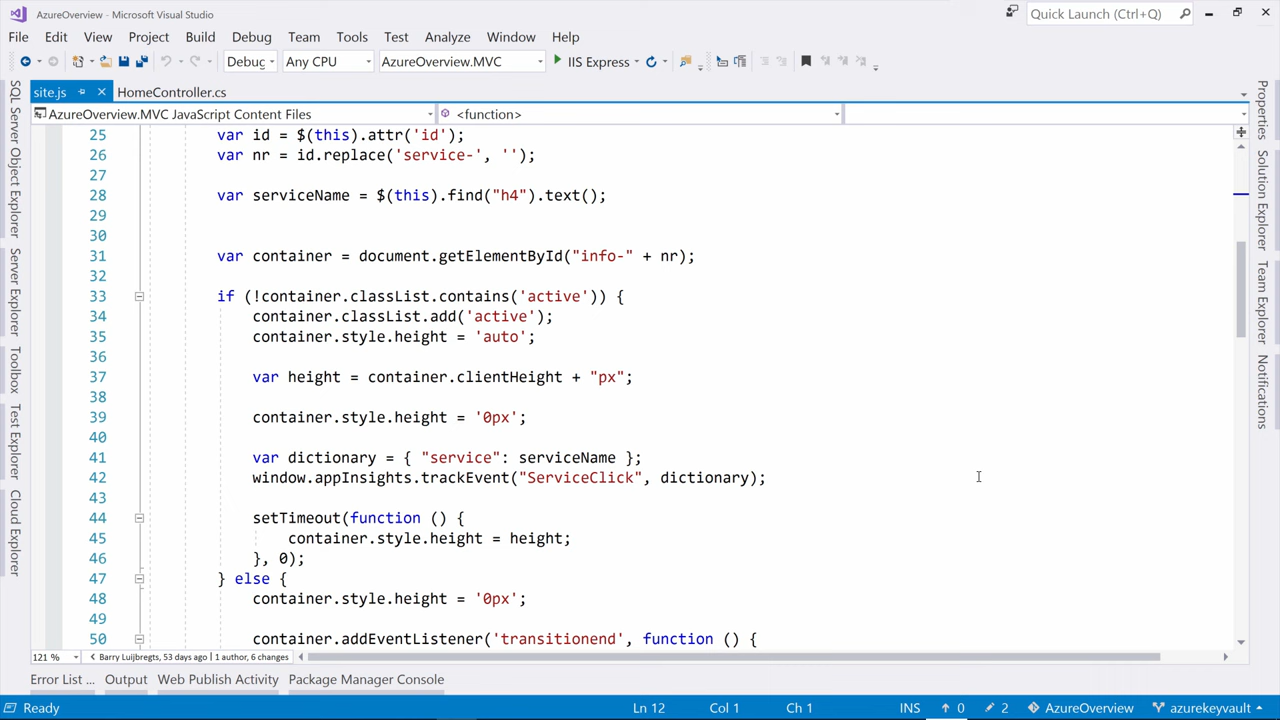 AzureOverview - Microsoft Visual Studio
Quick Launch (Ctrl+Q)
File Edit View Project Build Debug Team Tools Test Analyze Window Help
Debug Any CPU AzureOverview.MVC IIS Express
site.js HomeController.cs
AzureOverview.MVC JavaScript Content Files <function>
25 var id = $(this).attr('id');
26 var nr = id.replace('service-', '');
27
28 var serviceName = $(this).find("h4").text();
29
30
31 var container = document.getElementById("info-" + nr);
32
33 if (!container.classList.contains('active')) {
34 container.classList.add('active');
35 container.style.height = 'auto';
36
37 var height = container.clientHeight + "px";
38
39 container.style.height = '0px';
40
41 var dictionary = { "service": serviceName };
42 window.appInsights.trackEvent("ServiceClick", dictionary);
43
44 setTimeout(function () {
45 container.style.height = height;
46 }, 0);
47 } else {
48 container.style.height = '0px';
49
50 container.addEventListener('transitionend', function () {
SQL Server Object Explorer
Server Explorer
Toolbox
Test Explorer
Cloud Explorer
Properties
Solution Explorer
Team Explorer
Notifications
121 % Barry Luijbregts, 53 days ago | 1 author, 6 changes
Error List ... Output Web Publish Activity Package Manager Console
Ready Ln 12 Col 1 Ch 1 INS 0 2 AzureOverview azurekeyvault